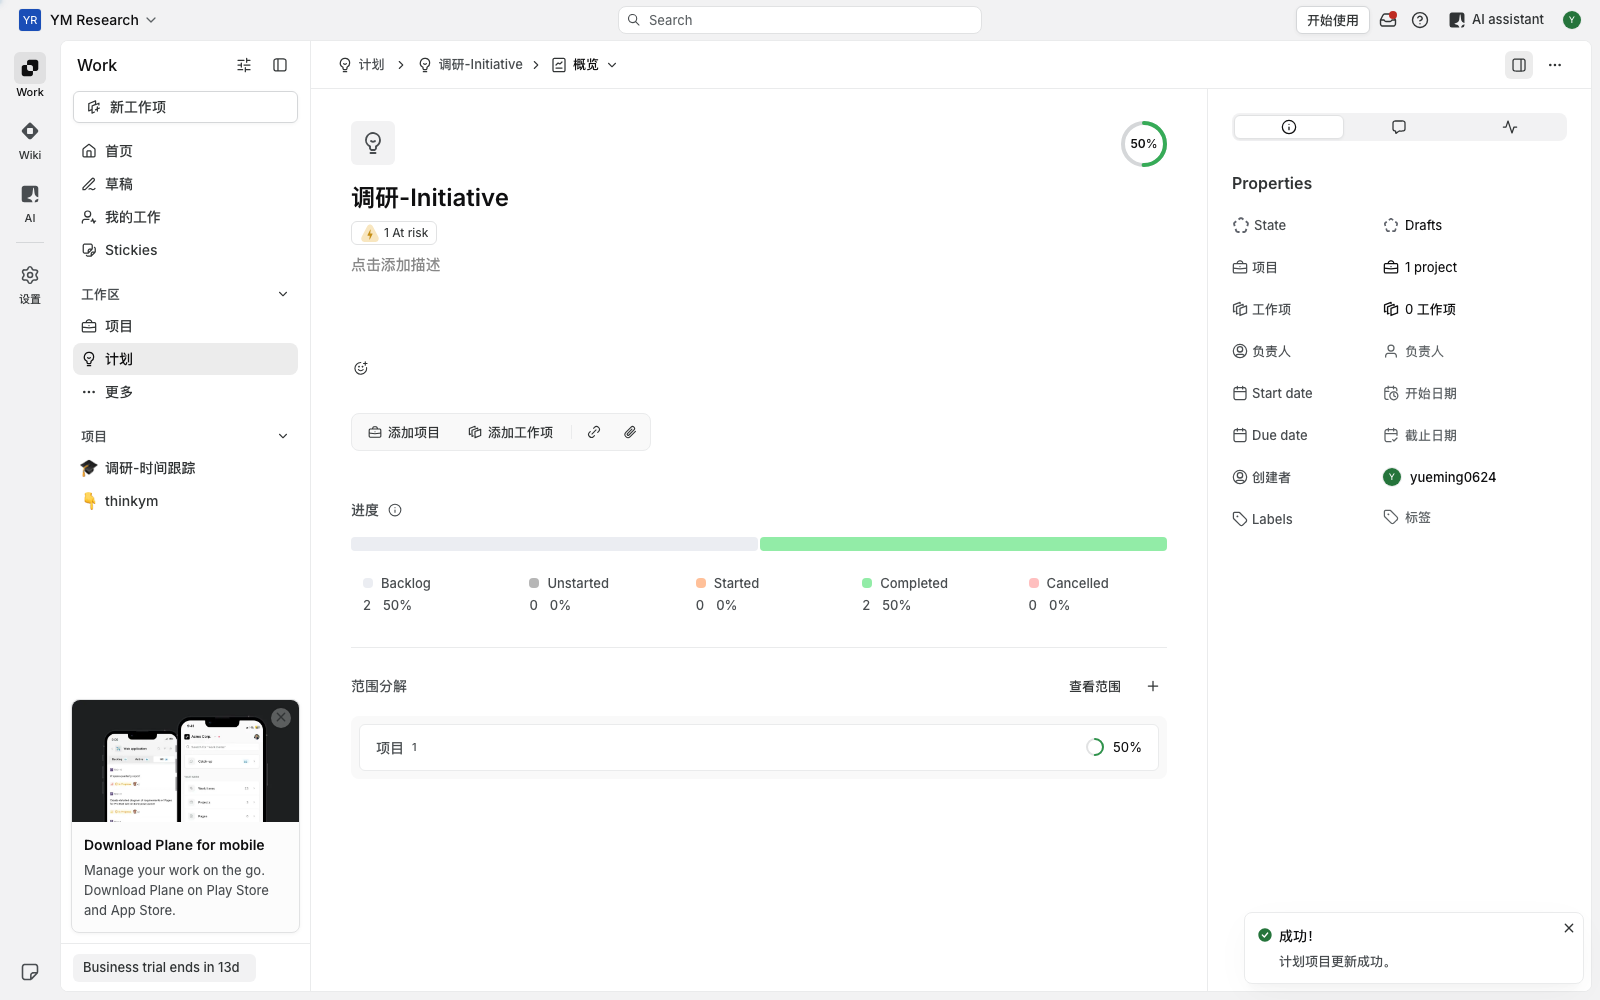 YR YM Research
Search
开始使用
AI assistant
Y
Work
Wiki
AI
设置
Work
新工作项
首页
草稿
我的工作
Stickies
工作区
项目
计划
更多
项目
调研-时间跟踪
thinkym
Download Plane for mobile
Manage your work on the go.
Download Plane on Play Store
and App Store.
Business trial ends in 13d
计划 > 调研-Initiative > 概览
50%
调研-Initiative
1 At risk
点击添加描述
添加项目 添加工作项
进度
Backlog Unstarted Started Completed Cancelled
2 50% 0 0% 0 0% 2 50% 0 0%
范围分解 查看范围
项目 1 50%
Properties
State Drafts
项目 1 project
工作项 0 工作项
负责人 负责人
Start date 开始日期
Due date 截止日期
创建者 Y yueming0624
Labels 标签
成功!
计划项目更新成功。